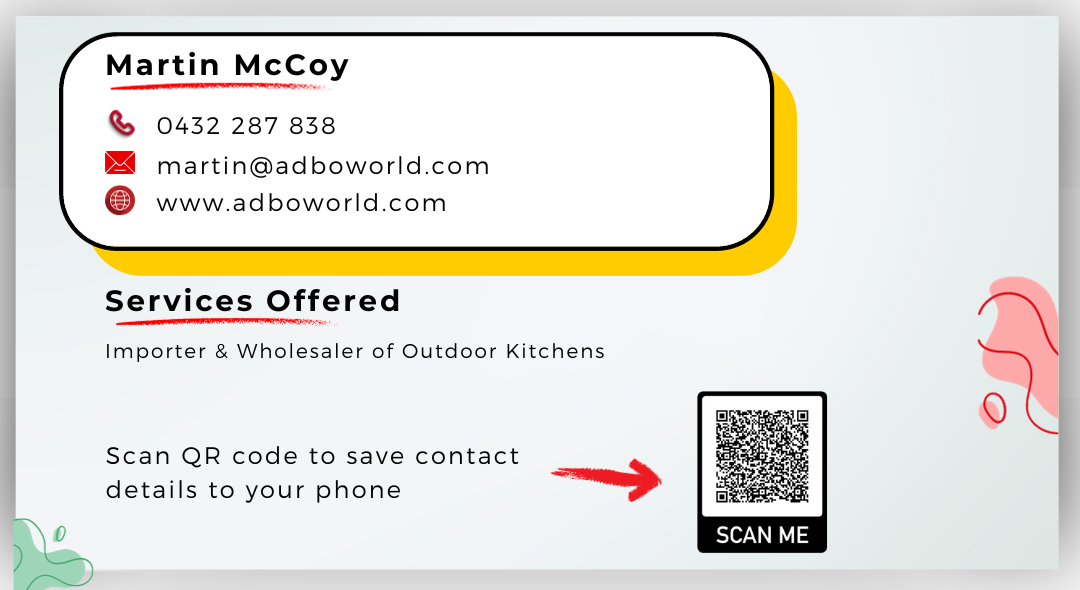 Martin McCoy
0432 287 838
martin@adboworld.com
www.adboworld.com
Services Offered
Importer & Wholesaler of Outdoor Kitchens
Scan QR code to save contact
details to your phone
SCAN ME